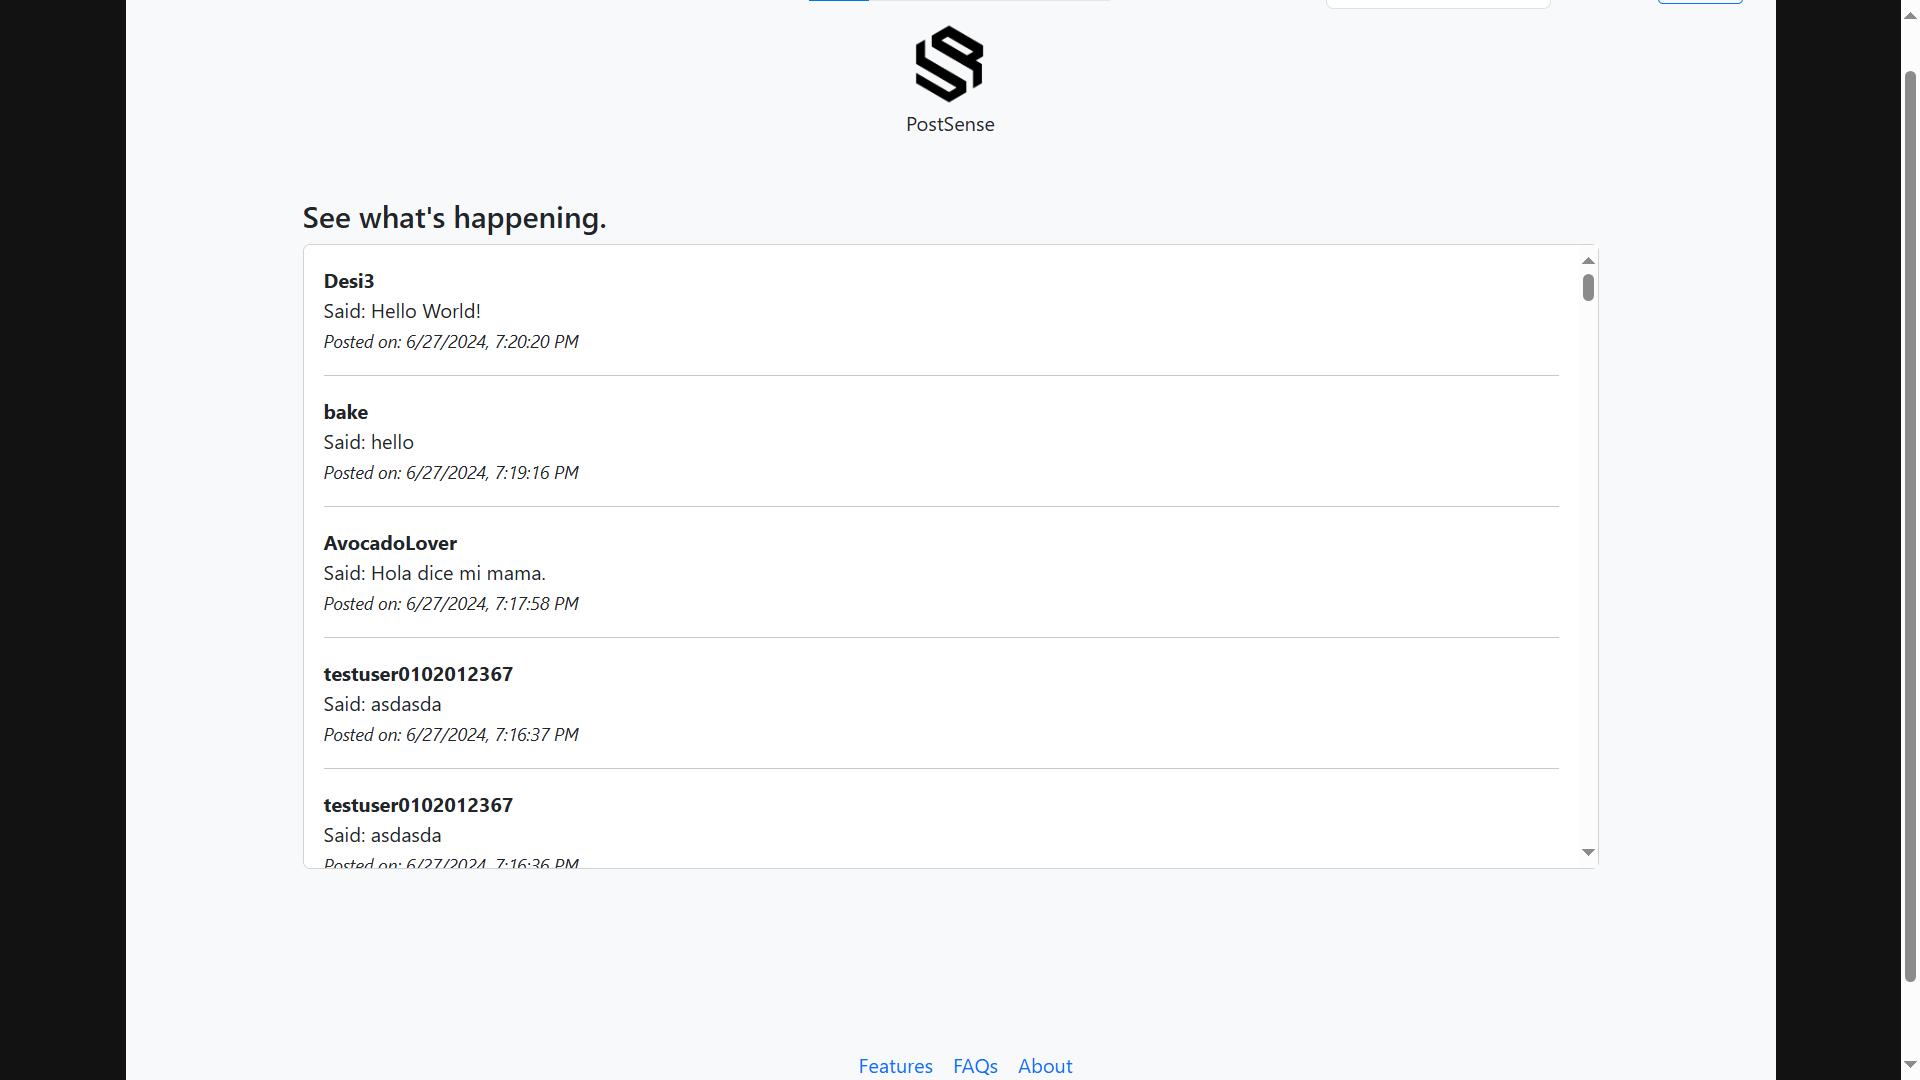 PostSense
See what's happening.
Desi3
Said: Hello World!
Posted on: 6/27/2024, 7:20:20 PM
bake
Said: hello
Posted on: 6/27/2024, 7:19:16 PM
AvocadoLover
Said: Hola dice mi mama.
Posted on: 6/27/2024, 7:17:58 PM
testuser0102012367
Said: asdasda
Posted on: 6/27/2024, 7:16:37 PM
testuser0102012367
Said: asdasda
Posted on: 6/27/2024, 7:16:36 PM
Features FAQs About